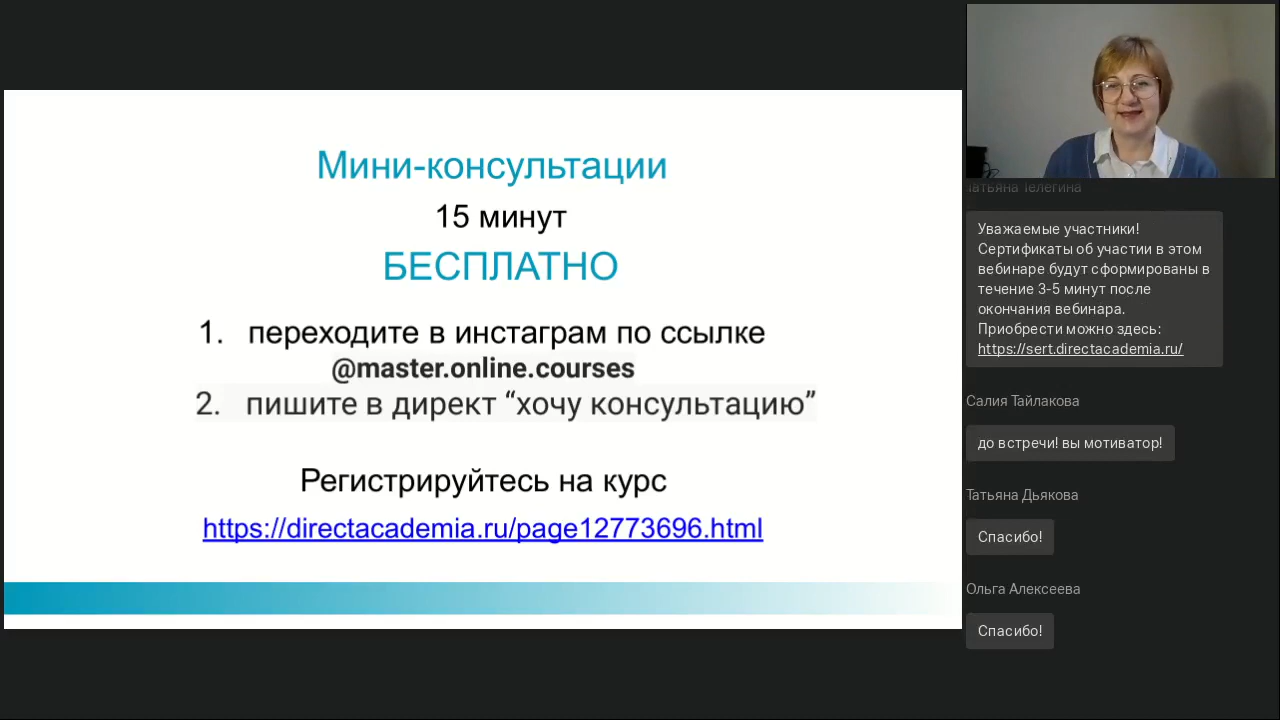 Мини-консультации
15 минут
БЕСПЛАТНО
1. переходите в инстаграм по ссылке
@master.online.courses
2. пишите в директ “хочу консультацию”
Регистрируйтесь на курс
https://directacademia.ru/page12773696.html
Татьяна Телегина
Уважаемые участники!
Сертификаты об участии в этом
вебинаре будут сформированы в
течение 3-5 минут после
окончания вебинара.
Приобрести можно здесь:
https://sert.directacademia.ru/
Салия Тайлакова
до встречи! вы мотиватор!
Татьяна Дьякова
Спасибо!
Ольга Алексеева
Спасибо!